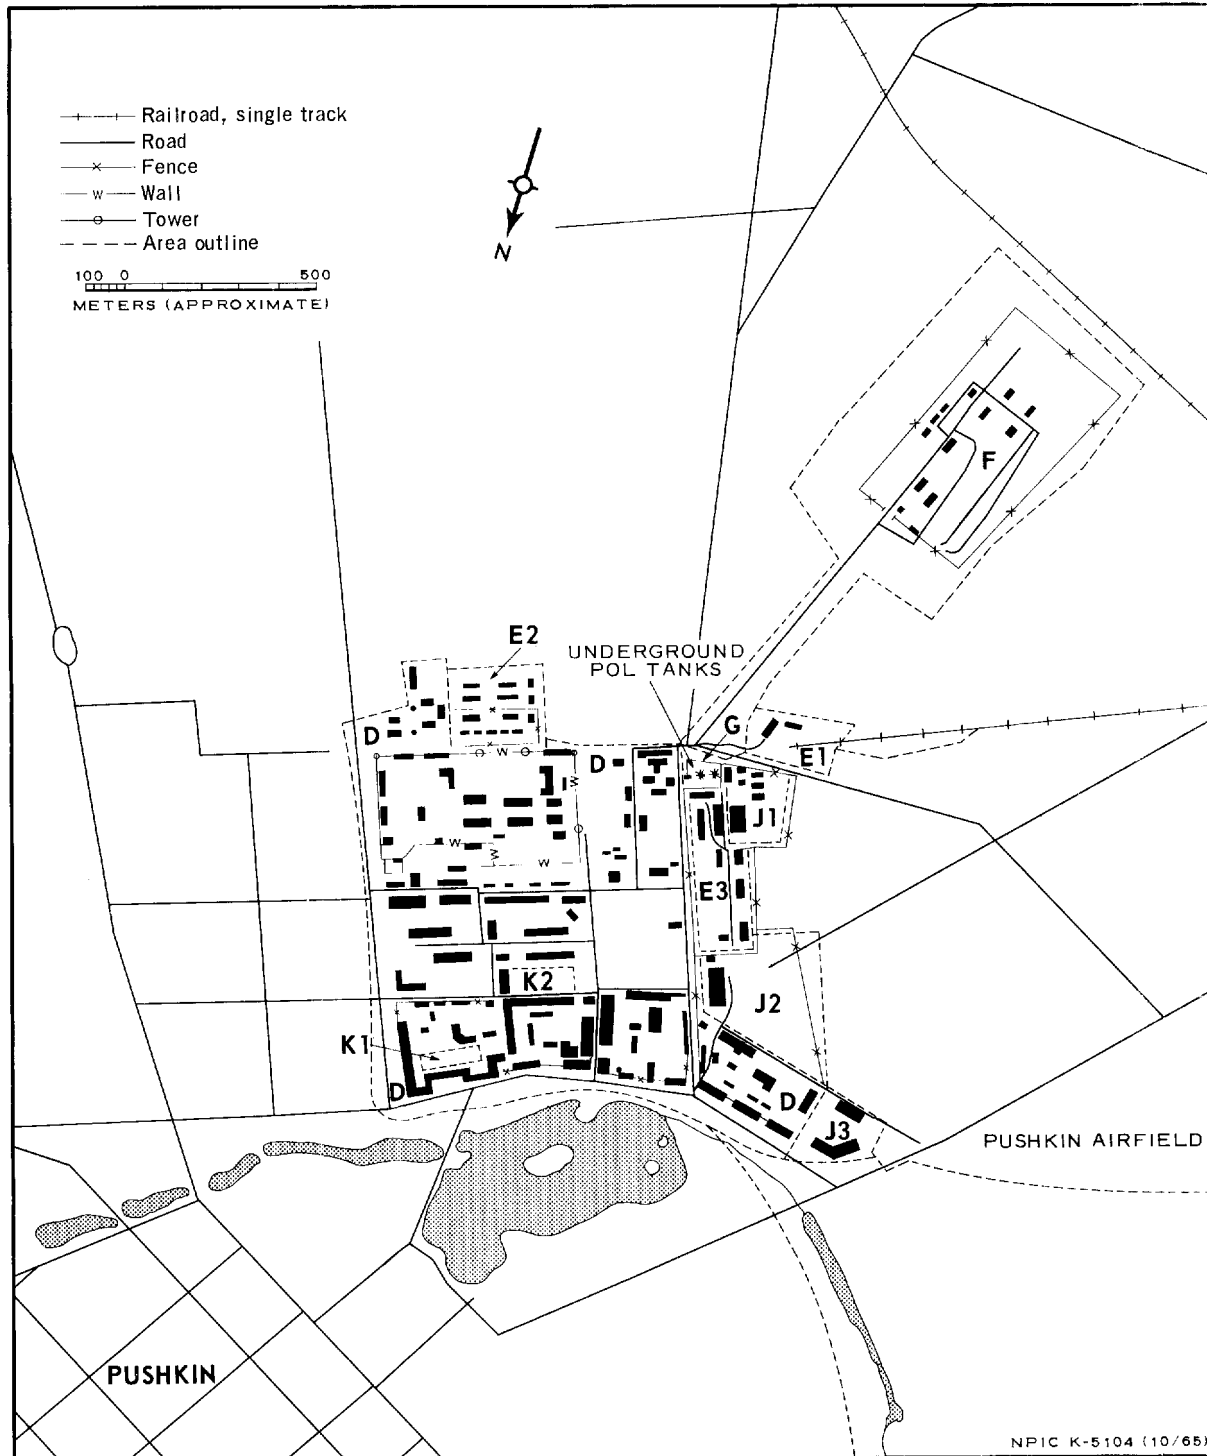 Railroad, single track
Road
Fence
W
Wall
Tower
Area outline
100 0 500
METERS (APPROXIMATE)
N
F
E2
UNDERGROUND
POL TANKS
D
W
D
G
E1
W
J1
W
W
W
E3
K2
J2
K1
D
D
J3
PUSHKIN AIRFIELD
PUSHKIN
NPIC K-5104 (10/65)